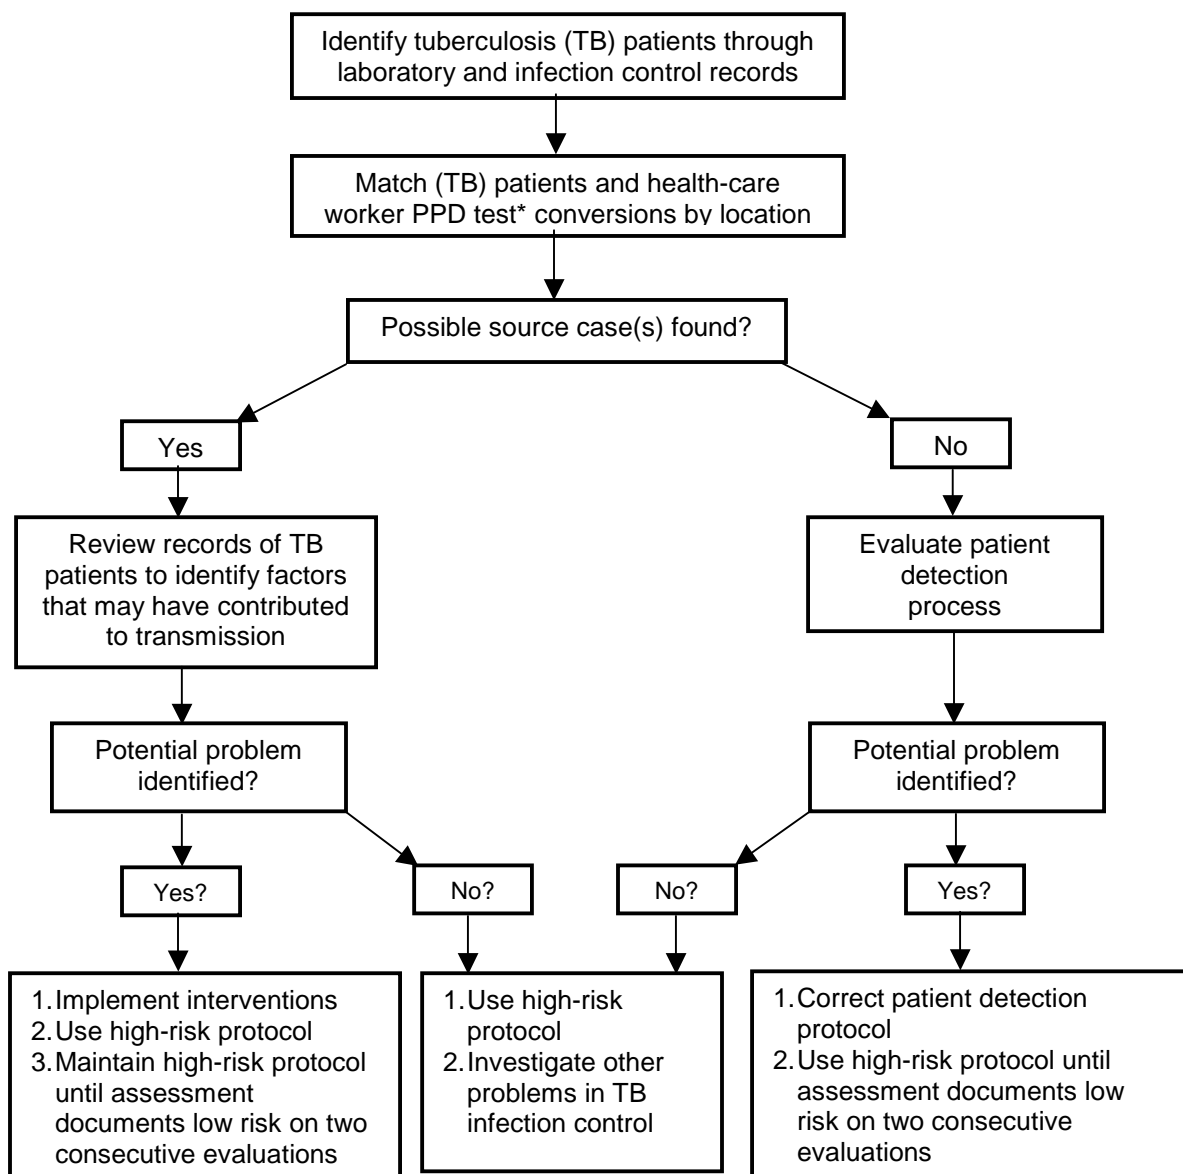 Identify tuberculosis (TB) patients through
laboratory and infection control records
Match (TB) patients and health-care
worker PPD test* conversions by location
Possible source case(s) found?
Yes
No
Review records of TB
patients to identify factors
that may have contributed
to transmission
Evaluate patient
detection
process
Potential problem
identified?
Potential problem
identified?
Yes?
No?
No?
Yes?
1. Implement interventions
2. Use high-risk protocol
3. Maintain high-risk protocol
until assessment
documents low risk on two
consecutive evaluations
1. Use high-risk
protocol
2. Investigate other
problems in TB
infection control
1. Correct patient detection
protocol
2. Use high-risk protocol until
assessment documents low
risk on two consecutive
evaluations